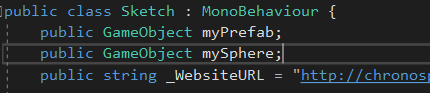 public class Sketch : MonoBehaviour {
public GameObject myPrefab;
public GameObject mySphere;
public string _WebsiteURL = "http://chronos